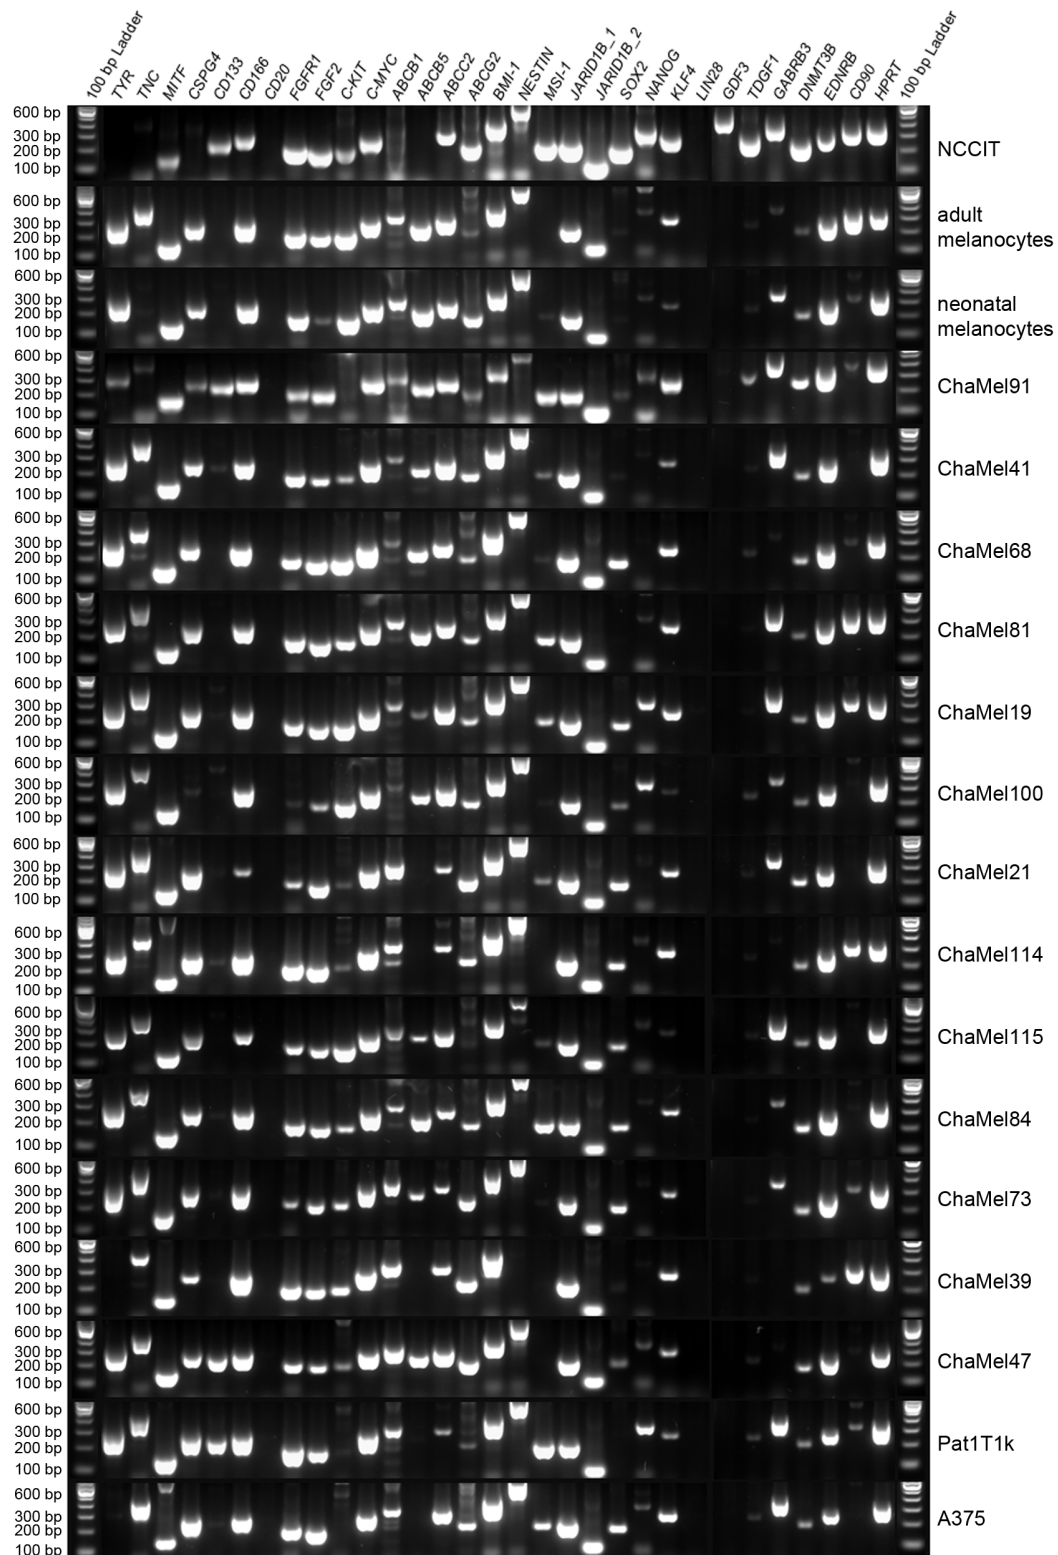 100 bp Ladder
TYR
TNC
MITF
CSPG4
CD133
CD166
CD20
FGFR1
FGF2
C-KIT
C-MYC
ABCB1
ABCB5
ABCC2
ABCG2
BMI-1
NESTIN
MSI-1
JARID1B_1
JARID1B_2
SOX2
NANOG
KLF4
LIN28
GDF3
TDGF1
GABRB3
DNMT3B
EDNRB
CD90
HPRT
100 bp Ladder
600 bp
300 bp
200 bp
100 bp
NCCIT
600 bp
300 bp
200 bp
100 bp
adult
melanocytes
600 bp
300 bp
200 bp
100 bp
neonatal
melanocytes
600 bp
300 bp
200 bp
100 bp
ChaMel91
600 bp
300 bp
200 bp
100 bp
ChaMel41
600 bp
300 bp
200 bp
100 bp
ChaMel68
600 bp
300 bp
200 bp
100 bp
ChaMel81
600 bp
300 bp
200 bp
100 bp
ChaMel19
600 bp
300 bp
200 bp
100 bp
ChaMel100
600 bp
300 bp
200 bp
100 bp
ChaMel21
600 bp
300 bp
200 bp
100 bp
ChaMel114
600 bp
300 bp
200 bp
100 bp
ChaMel115
600 bp
300 bp
200 bp
100 bp
ChaMel84
600 bp
300 bp
200 bp
100 bp
ChaMel73
600 bp
300 bp
200 bp
100 bp
ChaMel39
600 bp
300 bp
200 bp
100 bp
ChaMel47
600 bp
300 bp
200 bp
100 bp
Pat1T1k
600 bp
300 bp
200 bp
100 bp
A375